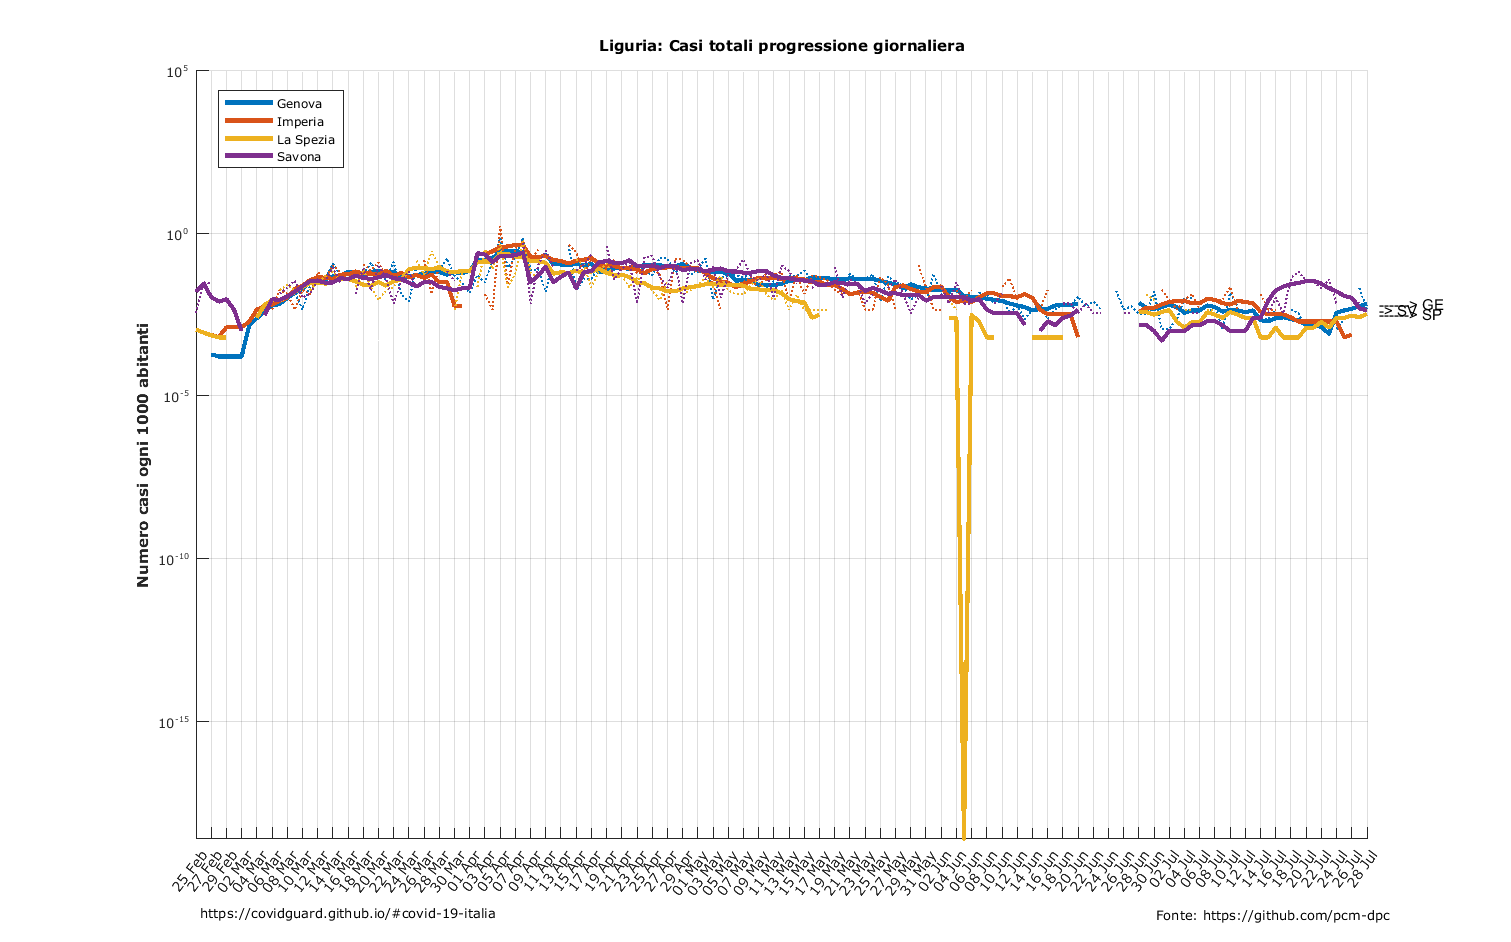 Liguria: Casi totali progressione giornaliera
10^5
10^0
10^-5
10^-10
10^-15
Numero casi ogni 1000 abitanti
Genova
Imperia
La Spezia
Savona
-----> GE
-> SV
-----> SP
25 Feb
27 Feb
29 Feb
02 Mar
04 Mar
06 Mar
08 Mar
10 Mar
12 Mar
14 Mar
16 Mar
18 Mar
20 Mar
22 Mar
24 Mar
26 Mar
28 Mar
30 Mar
01 Apr
03 Apr
05 Apr
07 Apr
09 Apr
11 Apr
13 Apr
15 Apr
17 Apr
19 Apr
21 Apr
23 Apr
25 Apr
27 Apr
29 Apr
01 May
03 May
05 May
07 May
09 May
11 May
13 May
15 May
17 May
19 May
21 May
23 May
25 May
27 May
29 May
31 May
02 Jun
04 Jun
06 Jun
08 Jun
10 Jun
12 Jun
14 Jun
16 Jun
18 Jun
20 Jun
22 Jun
24 Jun
26 Jun
28 Jun
30 Jun
02 Jul
04 Jul
06 Jul
08 Jul
10 Jul
12 Jul
14 Jul
16 Jul
18 Jul
20 Jul
22 Jul
24 Jul
26 Jul
28 Jul
https://covidguard.github.io/#covid-19-italia
Fonte: https://github.com/pcm-dpc